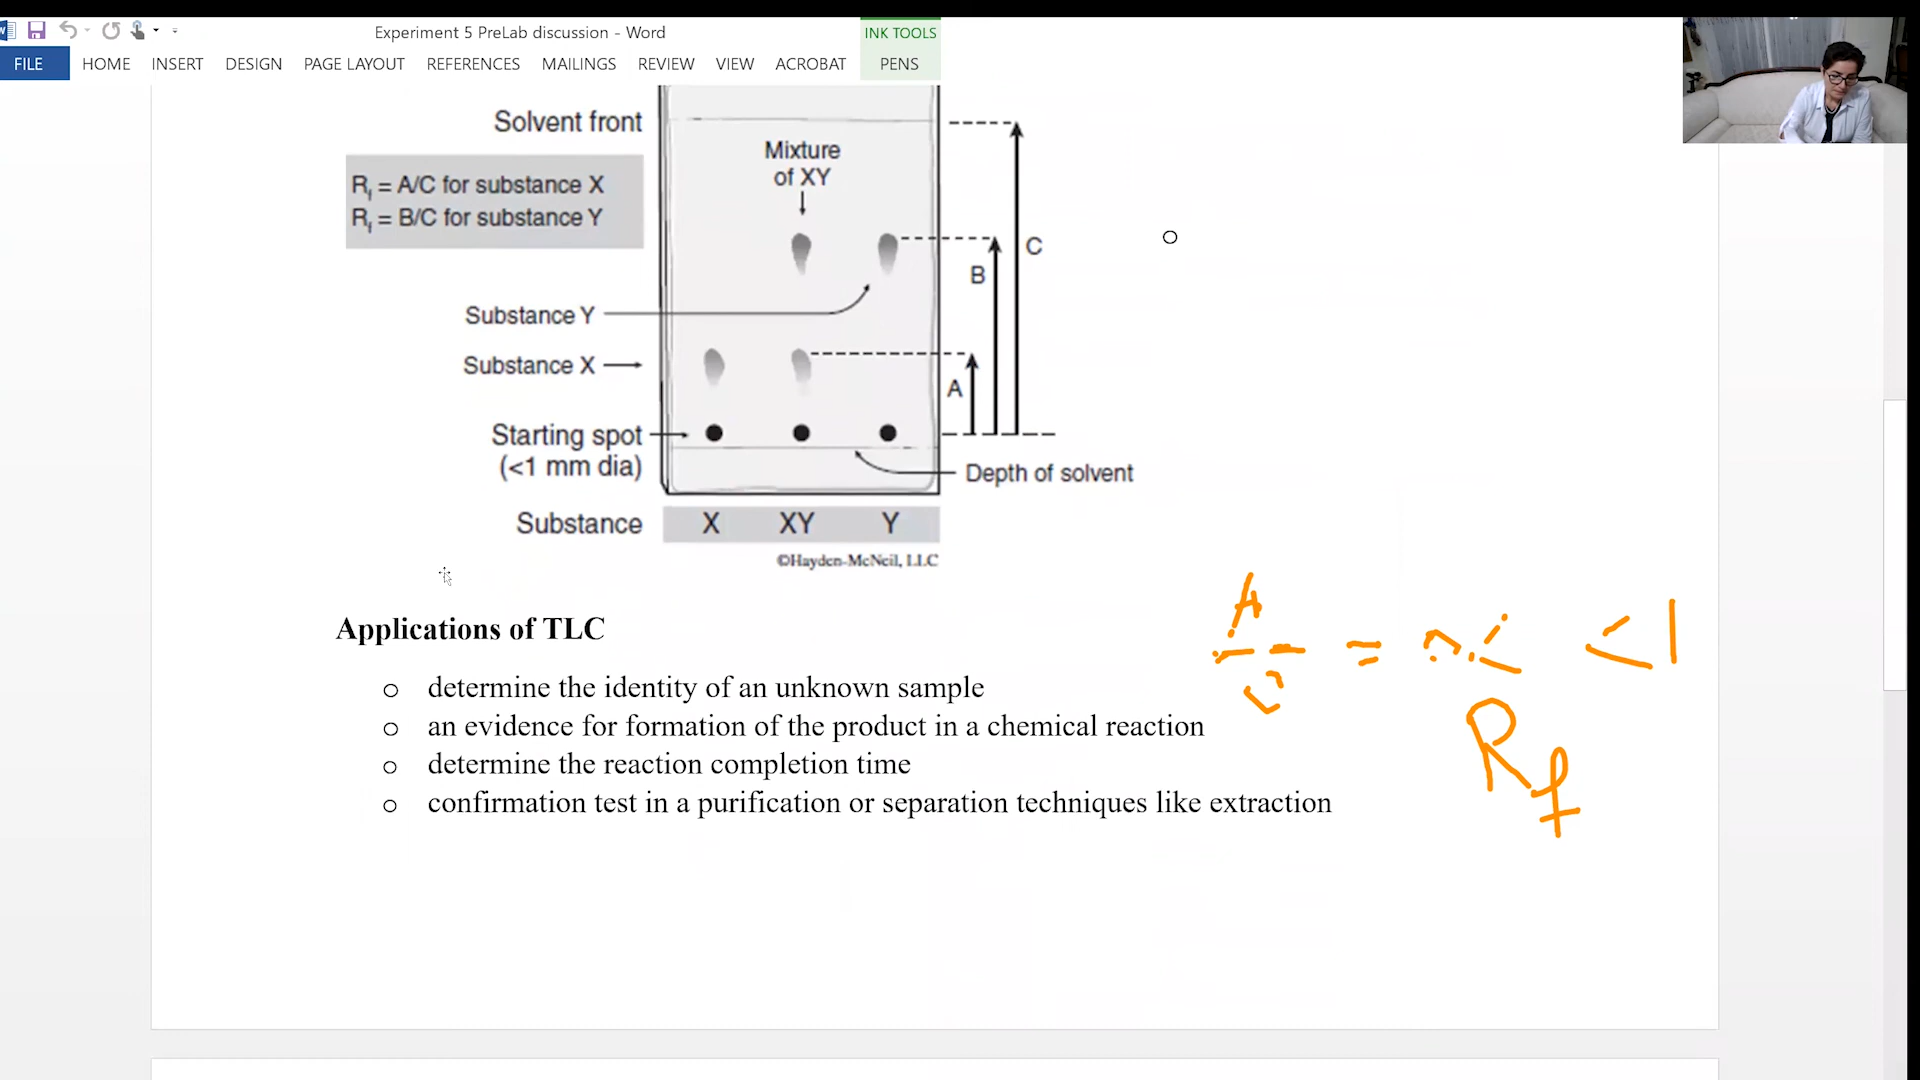 Experiment 5 PreLab discussion - Word
INK TOOLS
FILE HOME INSERT DESIGN PAGE LAYOUT REFERENCES MAILINGS REVIEW VIEW ACROBAT PENS
Solvent front
Mixture
of XY
Rf = A/C for substance X
Rf = B/C for substance Y
C
B
Substance Y
Substance X
A
Starting spot
(<1 mm dia)
Depth of solvent
Substance X XY Y
©Hayden-McNeil, LLC
Applications of TLC
o determine the identity of an unknown sample
o an evidence for formation of the product in a chemical reaction
o determine the reaction completion time
o confirmation test in a purification or separation techniques like extraction
A
= < 1
Rf